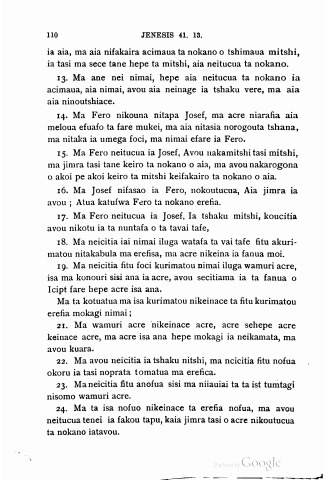 110 JENESIS 41. 13.
ia aia, ma aia nifakaira acimaua ta nokano o tshimaua mitshi,
ia tasi ma sece tane hepe ta mitshi, aia neitucua ta nokano.
13. Ma ane nei nimai, hepe aia neitucua ta nokano ia
acimaua, aia nimai, avou aia neinage ia tshaku vere, ma aia
aia ninoutshiace.
14. Ma Fero nikouna nitapa Josef, ma acre niarafia aia
meloua efuafo ta fare mukei, ma aia nitasia norogouta tshana,
ma nitaka ia umega foci, ma nimai efare ia Fero.
15. Ma Fero neitucua ia Josef, Avou nakamitshi tasi mitshi,
ma jimra tasi tane keiro ta nokano o aia, ma avou nakarogona
o akoi pe akoi keiro ta mitshi keifakairo ta nokano o aia.
16. Ma Josef nifasao ia Fero, nokoutucua, Aia jimra ia
avou ; Atua katufwa Fero ta nokano erefia.
17. Ma Fero neitucua ia Josef, Ia tshaku mitshi, koucitia
avou nikotu ia ta nuntafa o ta tavai tafe,
18. Ma neicitia iai nimai iluga watafa ta vai tafe fitu akuri-
matou nitakabula ma erefisa, ma acre nikeina ia fanua moi.
19. Ma neicitia fitu foci kurimatou nimai iluga wamuri acre,
isa ma konouri sisi ana ia acre, avou secitiama ia ta fanua o
Icipt fare hepe acre isa ana.
Ma ta kotuatua ma isa kurimatou nikeinace ta fitu kurimatou
erefia mokagi nimai ;
21. Ma wamuri acre nikeinace acre, acre sehepe acre
keinace acre, ma acre isa ana hepe mokagi ia neikamata, ma
avou kuara.
22. Ma avou neicitia ia tshaku nitshi, ma ncicitia fitu nofua
okoru ia tasi noprata tomatua ma erefica.
23. Ma neicitia fitu anofua sisi ma niiauiai ta ta ist tumtagi
nisomo wamuri acre.
24. Ma ta isa nofuo nikeinace ta erefia nofua, ma avou
neitucua tenei ia fakou tapu, kaia jimra tasi o acre nikoutucua
ta nokano iatavou.
Digitized by Google